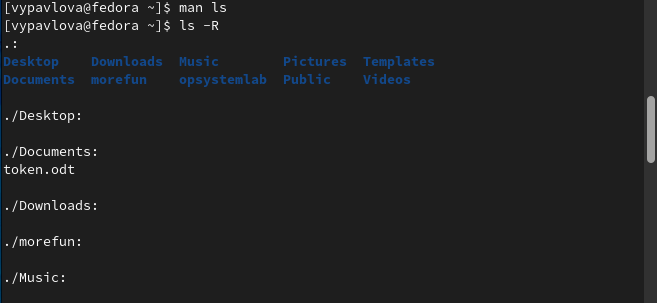 [vypavlova@fedora ~]$ man ls
[vypavlova@fedora ~]$ ls -R
.:
Desktop    Downloads  Music        Pictures  Templates
Documents  morefun    opsystemlab  Public    Videos
./Desktop:
./Documents:
token.odt
./Downloads:
./morefun:
./Music: